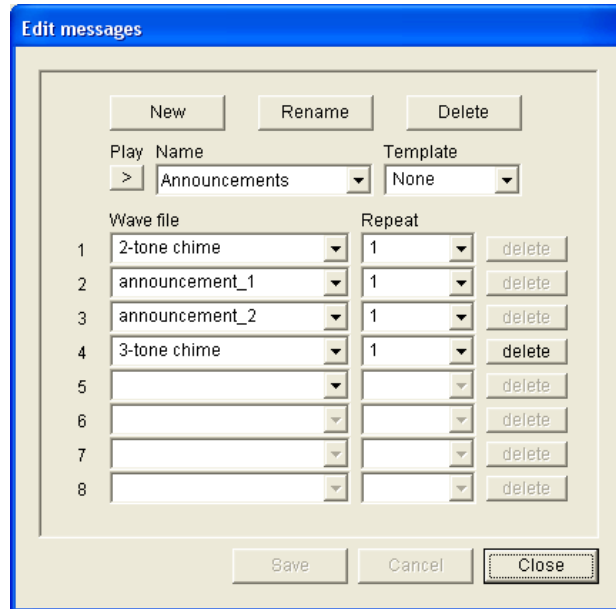 Edit messages
New Rename Delete
Play Name Template
> Announcements None
Wave file Repeat
1 2-tone chime 1 delete
2 announcement_1 1 delete
3 announcement_2 1 delete
4 3-tone chime 1 delete
5 delete
6 delete
7 delete
8 delete
Save Cancel Close